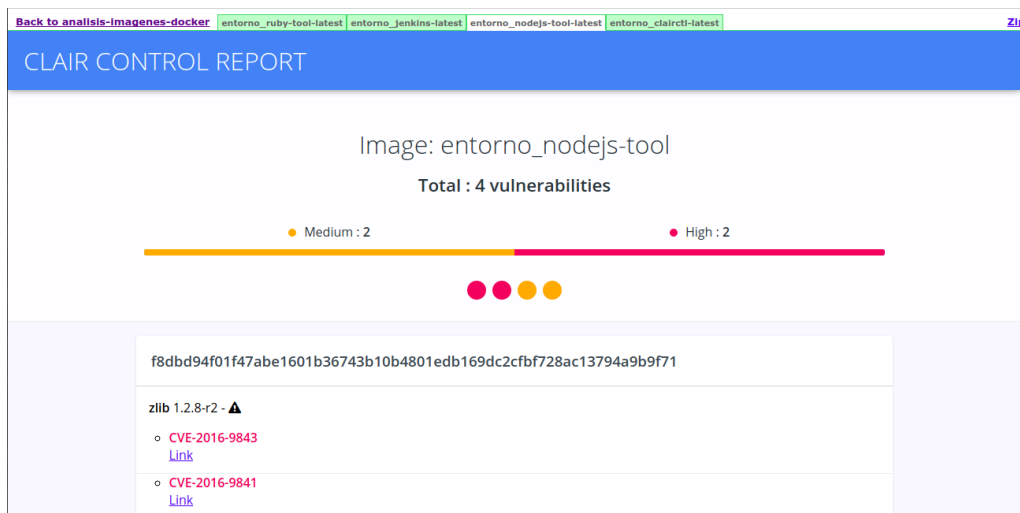 Back to analisis-imagenes-docker entorno_ruby-tool-latest entorno_jenkins-latest entorno_nodejs-tool-latest entorno_clairctl-latest
CLAIR CONTROL REPORT
Image: entorno_nodejs-tool
Total : 4 vulnerabilities
Medium : 2 High : 2
f8dbd94f01f47abe1601b36743b10b4801edb169dc2cfbf728ac13794a9b9f71
zlib 1.2.8-r2 -
CVE-2016-9843
Link
CVE-2016-9841
Link